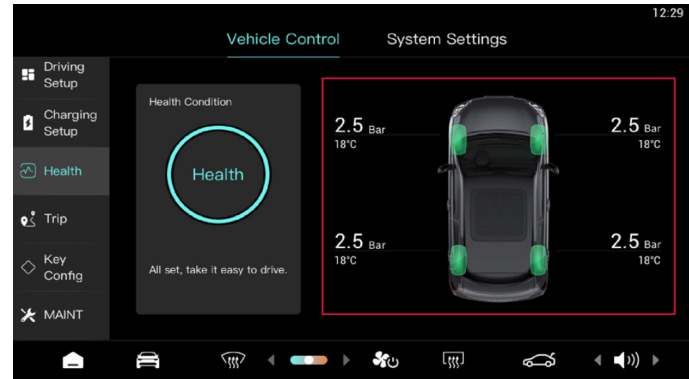 12:29
Vehicle Control System Settings
Driving
Setup
Charging
Setup
Health
Trip
Key
Config
MAINT
Health Condition
Health
All set, take it easy to drive.
2.5 Bar
18°C
2.5 Bar
18°C
2.5 Bar
18°C
2.5 Bar
18°C